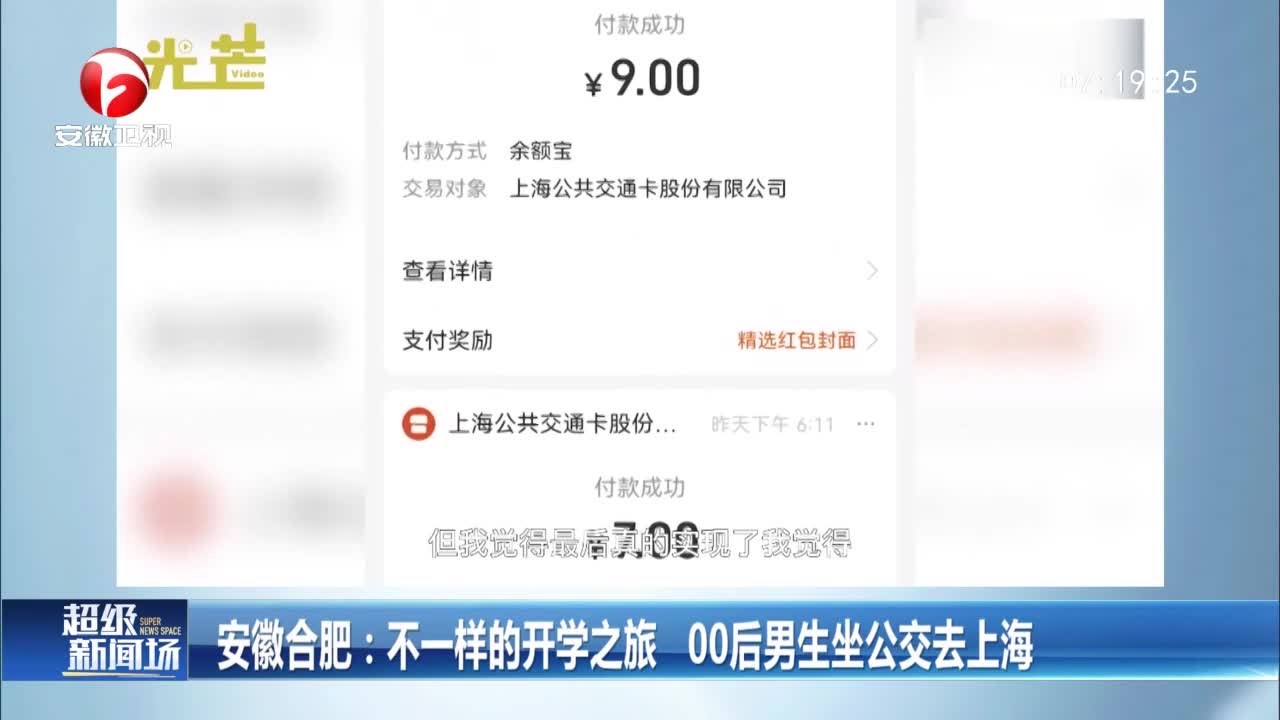 光芒
Video
安徽卫视
19:25
付款成功
¥9.00
付款方式 余额宝
交易对象 上海公共交通卡股份有限公司
查看详情
支付奖励 精选红包封面
上海公共交通卡股份... 昨天下午 6:11 ...
付款成功
7.00
但我觉得最后真的实现了我觉得
超级新闻场
SUPER NEWS SPACE
安徽合肥：不一样的开学之旅 00后男生坐公交去上海